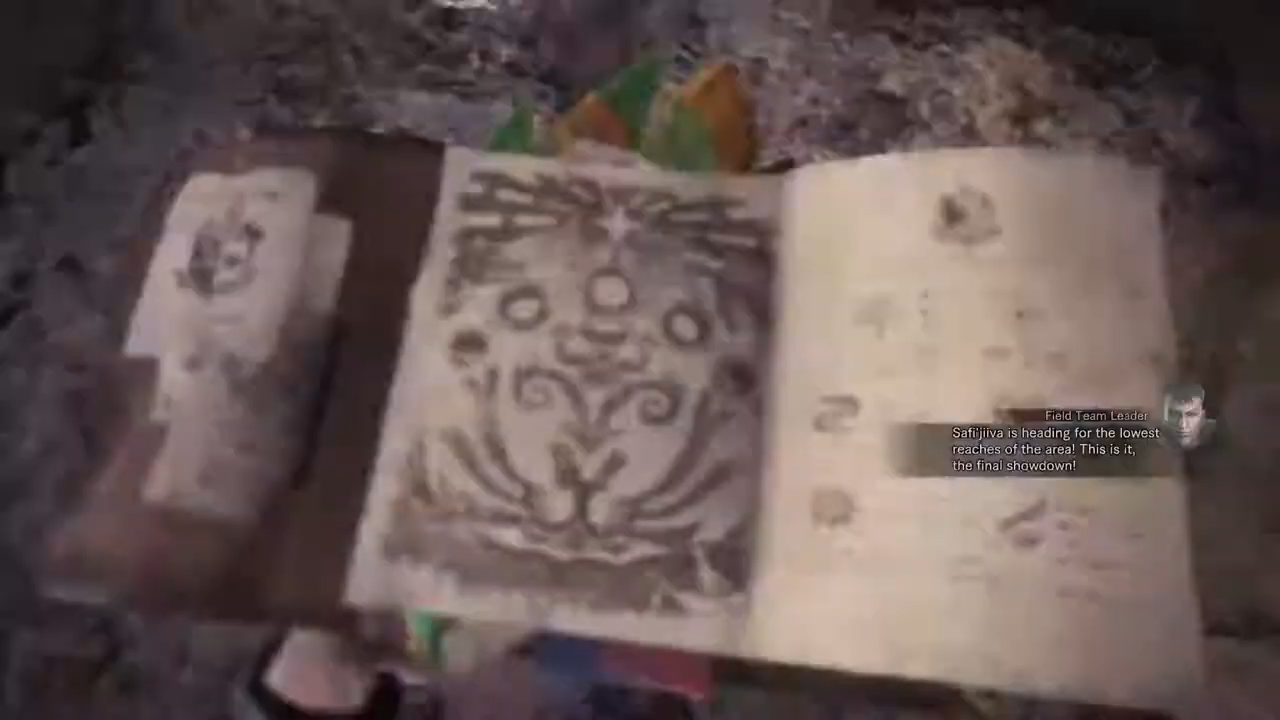 Field Team Leader
Safi'jiiva is heading for the lowest
reaches of the area! This is it,
the final showdown!